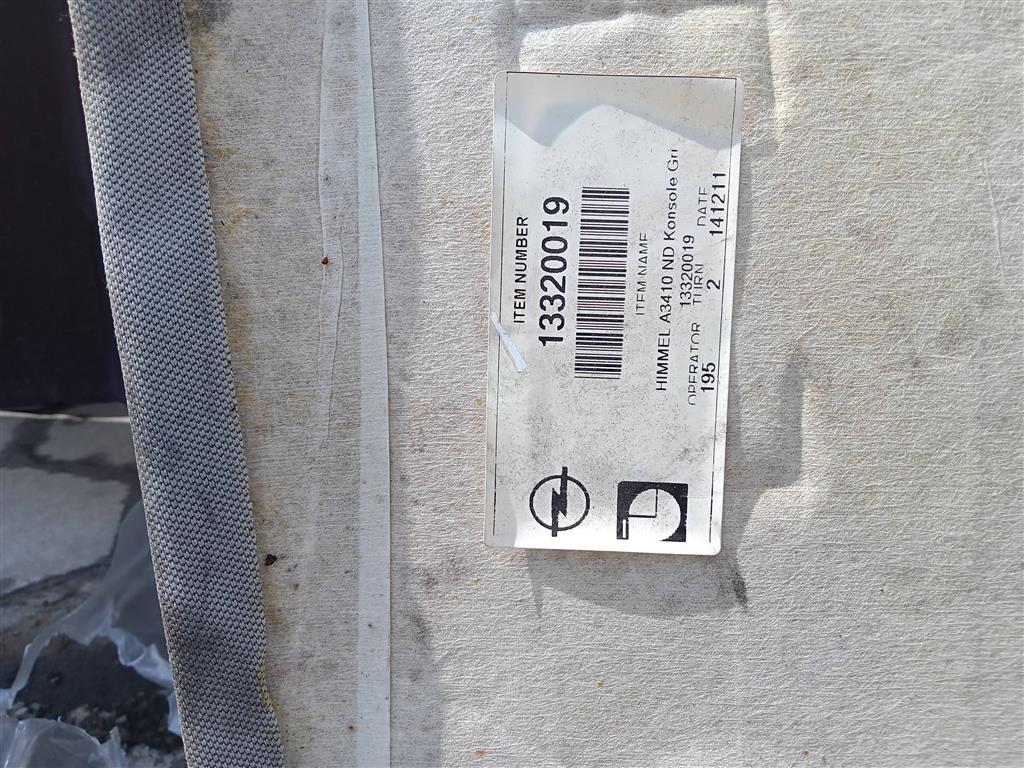 ITEM NUMBER
13320019
ITEM NAME
HIMMEL A3410 ND Konsole Gri
13320019
OPERATOR TURN DATE
195 2 141211